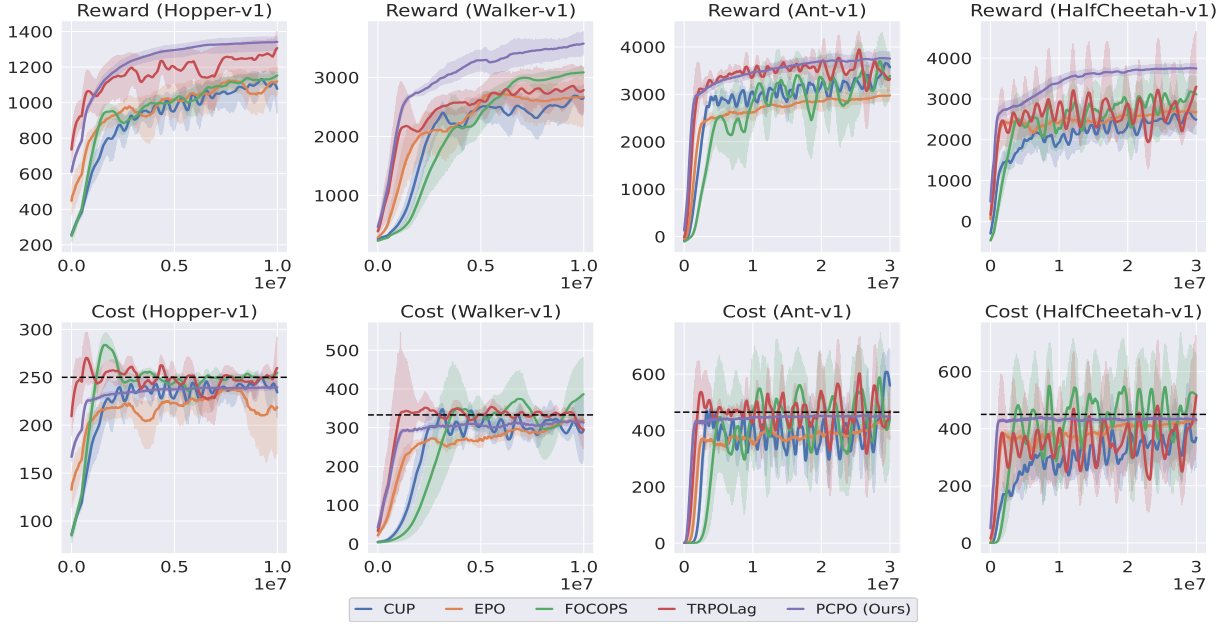 Reward (Hopper-v1)
1400
1200
1000
800
600
400
200
0.0 0.5 1.0
1e7
Reward (Walker-v1)
3000
2000
1000
0.0 0.5 1.0
1e7
Reward (Ant-v1)
4000
3000
2000
1000
0
0 1 2 3
1e7
Reward (HalfCheetah-v1)
4000
3000
2000
1000
0
0 1 2 3
1e7
Cost (Hopper-v1)
300
250
200
150
100
0.0 0.5 1.0
1e7
Cost (Walker-v1)
500
400
300
200
100
0
0.0 0.5 1.0
1e7
Cost (Ant-v1)
600
400
200
0
0 1 2 3
1e7
Cost (HalfCheetah-v1)
600
400
200
0
0 1 2 3
1e7
CUP EPO FOCOPS TRPOLag PCPO (Ours)